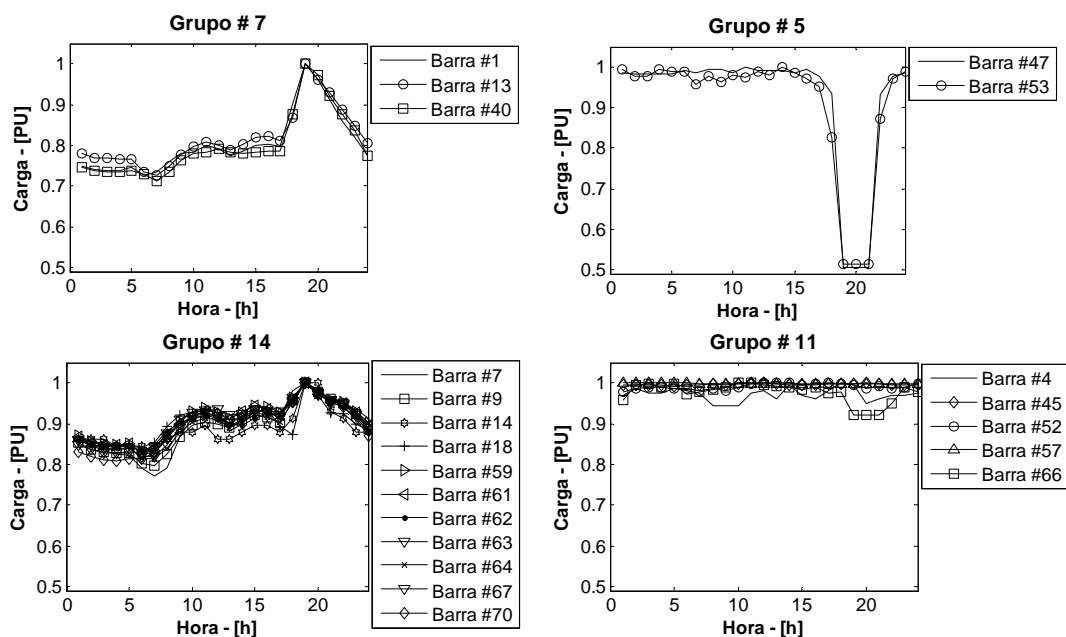 Grupo # 7
Carga - [PU]
1
0.9
0.8
0.7
0.6
0.5
0
5
10
15
20
Hora - [h]
Barra #1
Barra #13
Barra #40
Grupo # 5
Carga - [PU]
1
0.9
0.8
0.7
0.6
0.5
0
5
10
15
20
Hora - [h]
Barra #47
Barra #53
Grupo # 14
Carga - [PU]
1
0.9
0.8
0.7
0.6
0.5
0
5
10
15
20
Hora - [h]
Barra #7
Barra #9
Barra #14
Barra #18
Barra #59
Barra #61
Barra #62
Barra #63
Barra #64
Barra #67
Barra #70
Grupo # 11
Carga - [PU]
1
0.9
0.8
0.7
0.6
0.5
0
5
10
15
20
Hora - [h]
Barra #4
Barra #45
Barra #52
Barra #57
Barra #66